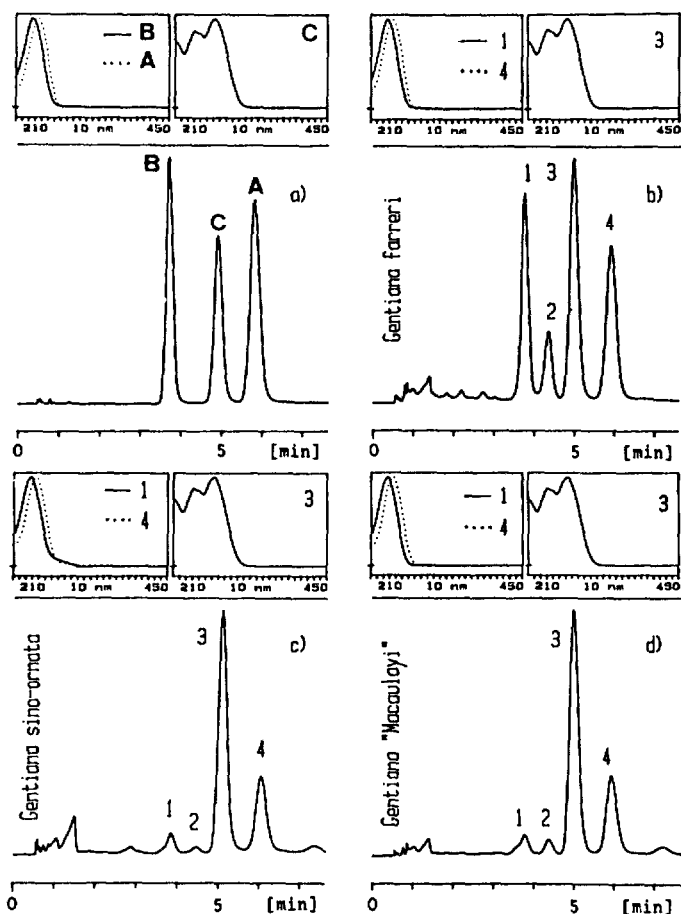 B
A
210 10 nm 450
C
210 10 nm 450
1
4
210 10 nm 450
3
210 10 nm 450
B
C
A
a)
0 5 [min]
Gentiana farreri
1
2
3
4
b)
0 5 [min]
1
4
210 10 nm 450
3
210 10 nm 450
1
4
210 10 nm 450
3
210 10 nm 450
Gentiana sino-ornata
1
2
3
4
c)
0 5 [min]
Gentiana "Macaulayi"
1
2
3
4
d)
0 5 [min]